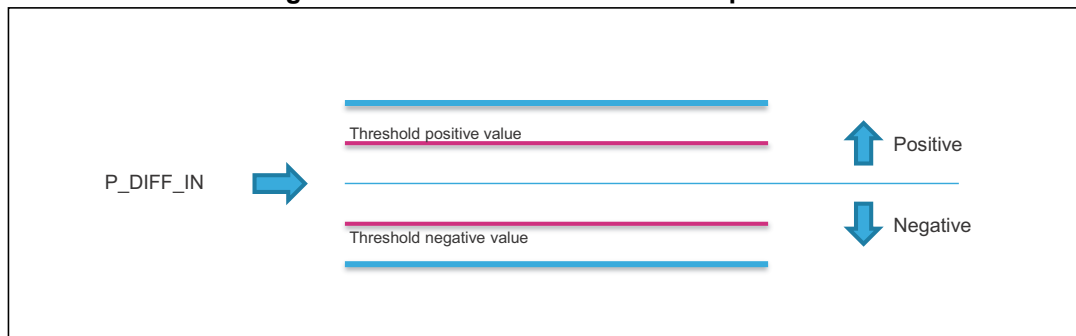 Threshold positive value
Positive
P_DIFF_IN
Negative
Threshold negative value